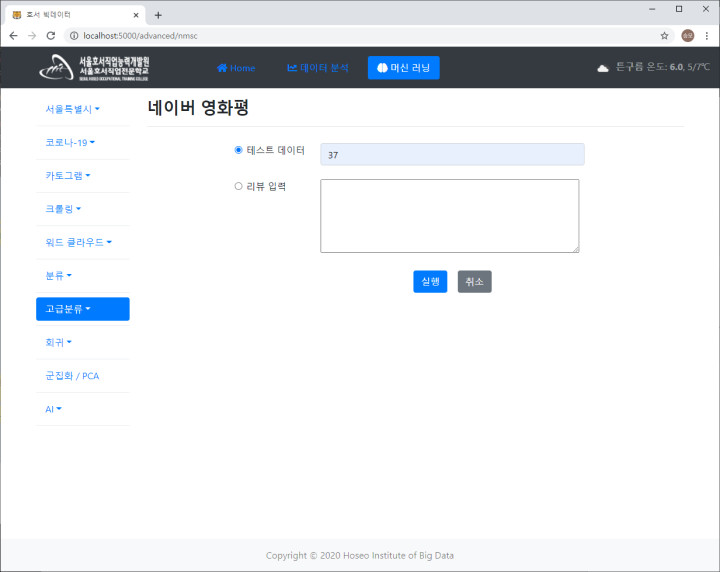 호서 빅데이터
localhost:5000/advanced/nmsc
서울호서직업능력개발원
서울호서직업전문학교
SEOUL HOSEO OCCUPATIONAL TRAINING COLLEGE
Home
데이터 분석
머신 러닝
튼구름 온도: 6.0, 5/7℃
서울특별시
코로나-19
카토그램
크롤링
워드 클라우드
분류
고급분류
회귀
군집화 / PCA
AI
네이버 영화평
테스트 데이터
37
리뷰 입력
실행
취소
Copyright © 2020 Hoseo Institute of Big Data